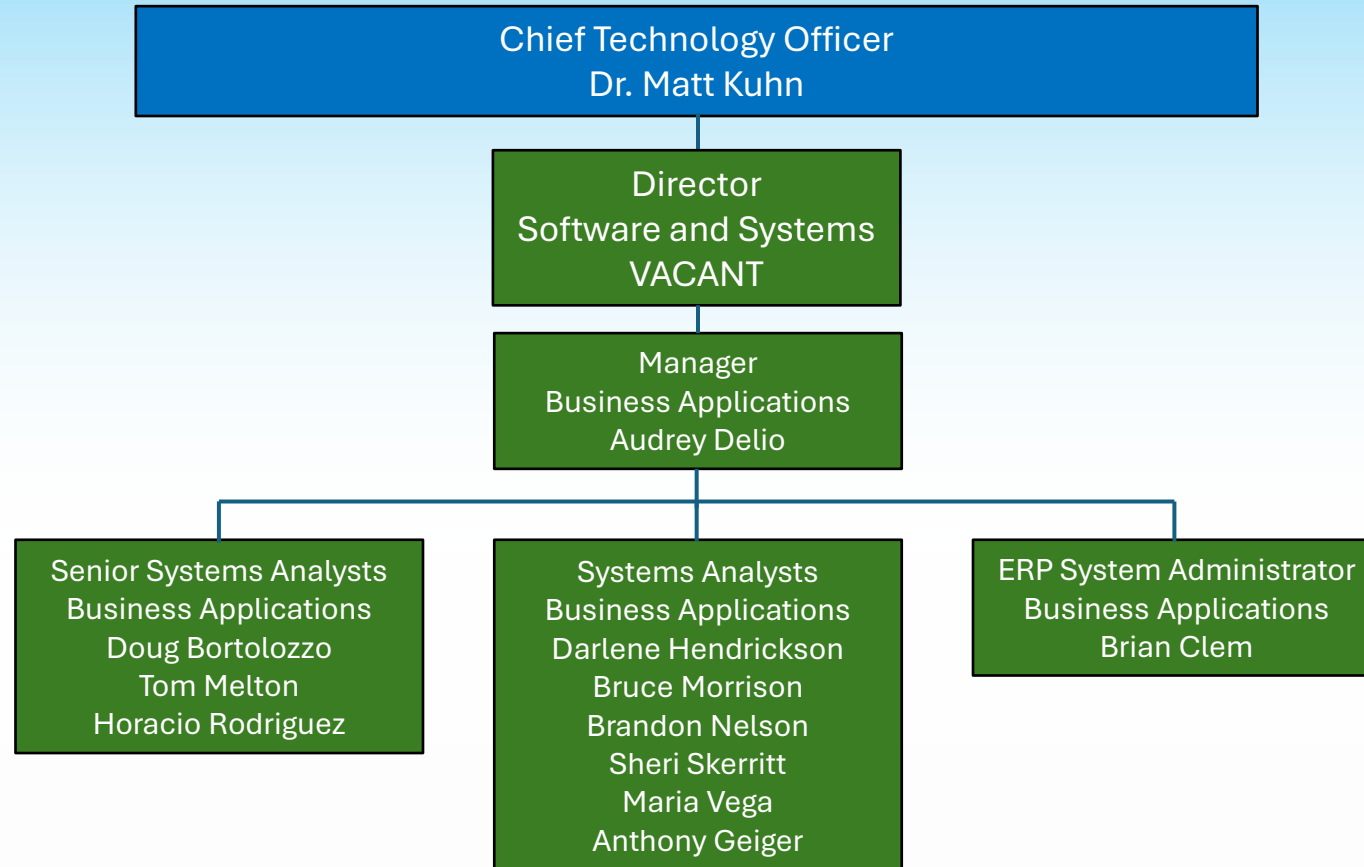 Chief Technology Officer
Dr. Matt Kuhn
Director
Software and Systems
VACANT
Manager
Business Applications
Audrey Delio
Senior Systems Analysts
Business Applications
Doug Bortolozzo
Tom Melton
Horacio Rodriguez
Systems Analysts
Business Applications
Darlene Hendrickson
Bruce Morrison
Brandon Nelson
Sheri Skerritt
Maria Vega
Anthony Geiger
ERP System Administrator
Business Applications
Brian Clem